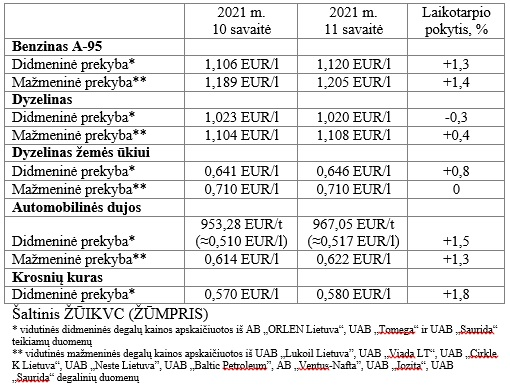 2021 m. 10 savaitė 2021 m. 11 savaitė Laikotarpio pokytis, %
Benzinas A-95
Didmeninė prekyba* 1,106 EUR/l 1,120 EUR/l +1,3
Mažmeninė prekyba** 1,189 EUR/l 1,205 EUR/l +1,4
Dyzelinas
Didmeninė prekyba* 1,023 EUR/l 1,020 EUR/l -0,3
Mažmeninė prekyba** 1,104 EUR/l 1,108 EUR/l +0,4
Dyzelinas žemės ūkiui
Didmeninė prekyba* 0,641 EUR/l 0,646 EUR/l +0,8
Mažmeninė prekyba** 0,710 EUR/l 0,710 EUR/l 0
Automobilinės dujos
Didmeninė prekyba* 953,28 EUR/t (≈0,510 EUR/l) 967,05 EUR/t (≈0,517 EUR/l) +1,5
Mažmeninė prekyba** 0,614 EUR/l 0,622 EUR/l +1,3
Krosnių kuras
Didmeninė prekyba* 0,570 EUR/l 0,580 EUR/l +1,8
Šaltinis ŽŪIKVC (ŽŪMPRIS)
* vidutinės didmeninės degalų kainos apskaičiuotos iš AB „ORLEN Lietuva“, UAB „Tomega“ ir UAB „Saurida“
teikiamų duomenų
** vidutinės mažmeninės degalų kainos apskaičiuotos iš UAB „Lukoil Lietuva”, UAB „Viada LT“, UAB „Cirkle
K Lietuva”, UAB „Neste Lietuva”, UAB „Baltic Petroleum”, AB „Ventus-Nafta”, UAB „Jozita”, UAB
„Saurida” degalinių duomenų